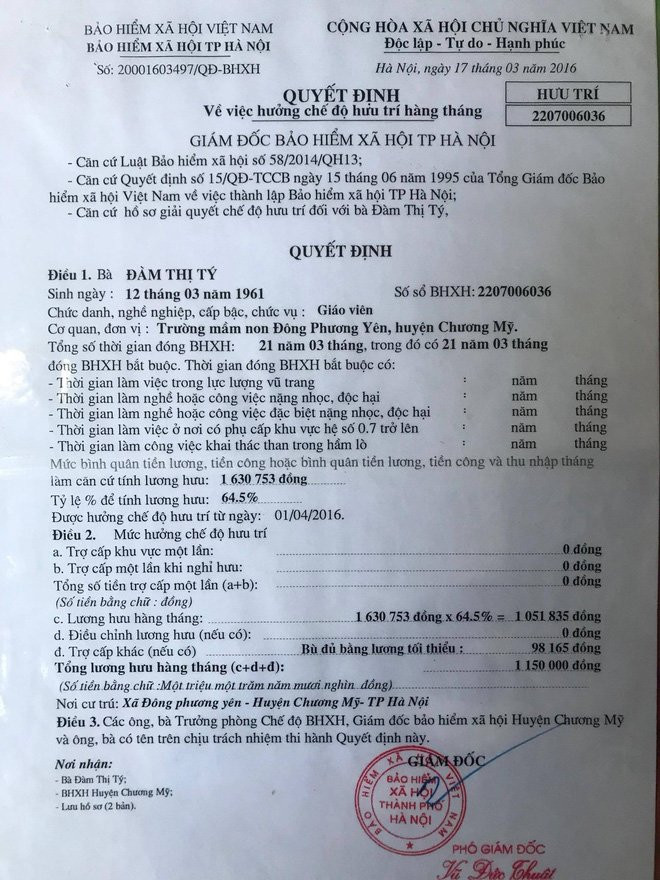 BẢO HIỂM XÃ HỘI VIỆT NAM
BẢO HIỂM XÃ HỘI TP HÀ NỘI
Số: 20001603497/QĐ-BHXH
CỘNG HÒA XÃ HỘI CHỦ NGHĨA VIỆT NAM
Độc lập - Tự do - Hạnh phúc
Hà Nội, ngày 17 tháng 03 năm 2016
QUYẾT ĐỊNH
Về việc hưởng chế độ hưu trí hàng tháng
HƯU TRÍ
2207006036
GIÁM ĐỐC BẢO HIỂM XÃ HỘI TP HÀ NỘI
- Căn cứ Luật Bảo hiểm xã hội số 58/2014/QH13;
- Căn cứ Quyết định số 15/QĐ-TCCB ngày 15 tháng 06 năm 1995 của Tổng Giám đốc Bảo
hiểm xã hội Việt Nam về việc thành lập Bảo hiểm xã hội TP Hà Nội;
- Căn cứ hồ sơ giải quyết chế độ hưu trí đối với bà Đàm Thị Tý,
QUYẾT ĐỊNH
Điều 1. Bà ĐÀM THỊ TÝ
Sinh ngày : 12 tháng 03 năm 1961 Số sổ BHXH: 2207006036
Chức danh, nghề nghiệp, cấp bậc, chức vụ : Giáo viên
Cơ quan, đơn vị : Trường mầm non Đông Phương Yên, huyện Chương Mỹ.
Tổng số thời gian đóng BHXH: 21 năm 03 tháng, trong đó có 21 năm 03 tháng
đóng BHXH bắt buộc. Thời gian đóng BHXH bắt buộc có:
- Thời gian làm việc trong lực lượng vũ trang : năm tháng
- Thời gian làm nghề hoặc công việc nặng nhọc, độc hại : năm tháng
- Thời gian làm nghề hoặc công việc đặc biệt nặng nhọc, độc hại : năm tháng
- Thời gian làm việc ở nơi có phụ cấp khu vực hệ số 0.7 trở lên : năm tháng
- Thời gian làm công việc khai thác than trong hầm lò : năm tháng
Mức bình quân tiền lương, tiền công hoặc bình quân tiền lương, tiền công và thu nhập tháng
làm căn cứ tính lương hưu: 1 630 753 đồng
Tỷ lệ % để tính lương hưu: 64.5%
Được hưởng chế độ hưu trí từ ngày: 01/04/2016.
Điều 2. Mức hưởng chế độ hưu trí
a. Trợ cấp khu vực một lần: 0 đồng
b. Trợ cấp một lần khi nghỉ hưu: 0 đồng
Tổng số tiền trợ cấp một lần (a+b): 0 đồng
(Số tiền bằng chữ : đồng)
c. Lương hưu hàng tháng: 1 630 753 đồng x 64.5% = 1 051 835 đồng
d. Điều chỉnh lương hưu (nếu có): 0 đồng
đ. Trợ cấp khác (nếu có) Bù đủ bằng lương tối thiểu : 98 165 đồng
Tổng lương hưu hàng tháng (c+d+đ): 1 150 000 đồng
(Số tiền bằng chữ :Một triệu một trăm năm mươi nghìn đồng)
Nơi cư trú: Xã Đông phương yên - Huyện Chương Mỹ- TP Hà Nội
Điều 3. Các ông, bà Trưởng phòng Chế độ BHXH, Giám đốc bảo hiểm xã hội Huyện Chương Mỹ
và ông, bà có tên trên chịu trách nhiệm thi hành Quyết định này.
Nơi nhận:
- Bà Đàm Thị Tý;
- BHXH Huyện Chương Mỹ;
- Lưu hồ sơ (2 bản).
GIÁM ĐỐC
BẢO HIỂM XÃ HỘI VIỆT NAM
BẢO HIỂM
XÃ HỘI
THÀNH PHỐ
HÀ NỘI
PHÓ GIÁM ĐỐC
Vũ Đức Thuật